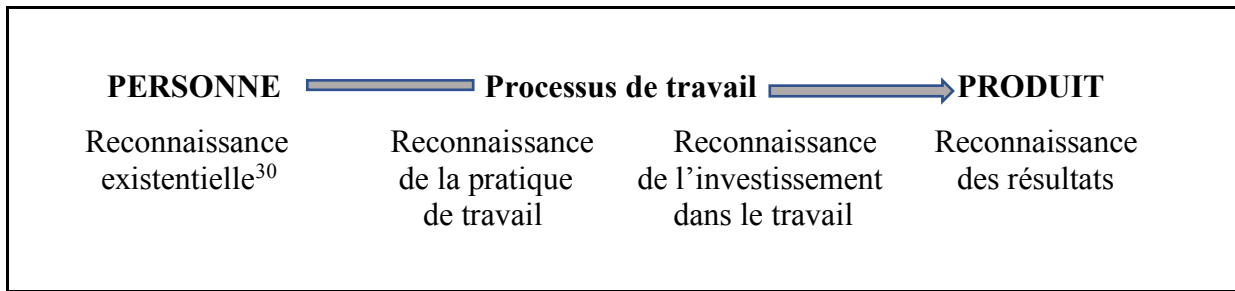 PERSONNE Processus de travail PRODUIT
Reconnaissance existentielle³⁰
Reconnaissance de la pratique de travail
Reconnaissance de l’investissement dans le travail
Reconnaissance des résultats